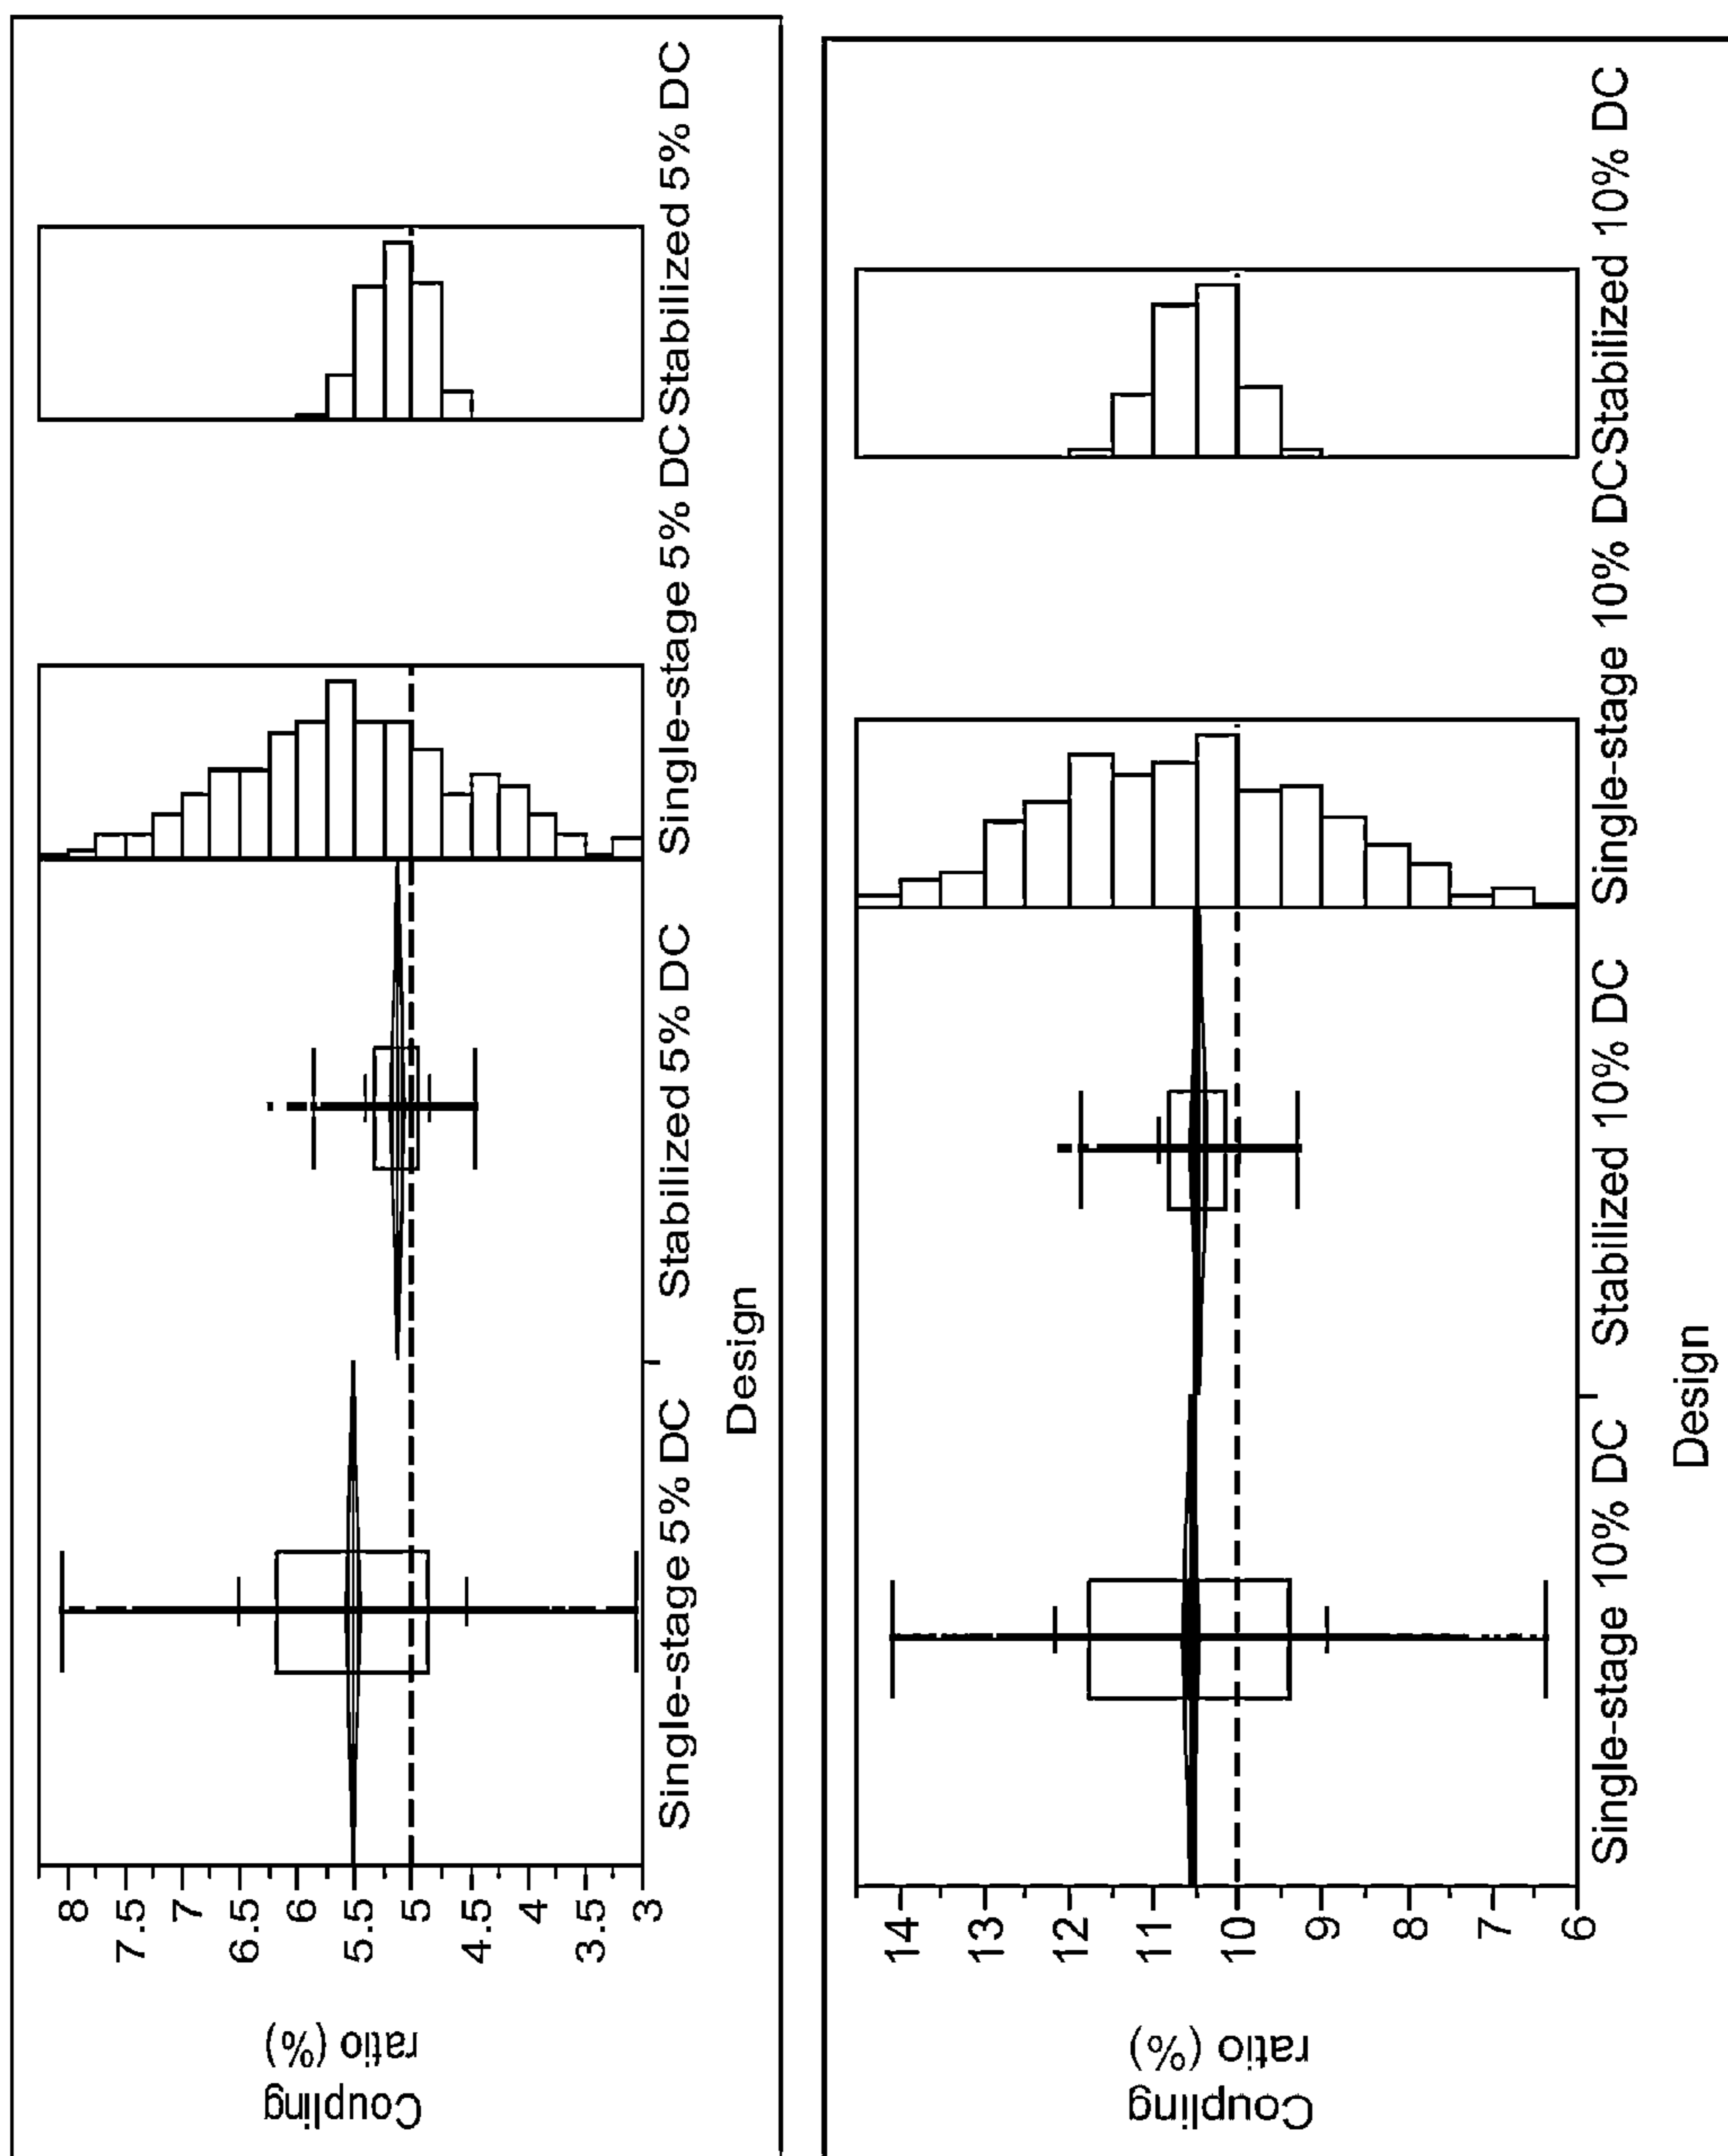 Coupling
ratio (%)
8
7.5
7
6.5
6
5.5
5
4.5
4
3.5
3
Single-stage 5% DC Stabilized 5% DC Single-stage 5% DC Stabilized 5% DC
Design
Coupling
ratio (%)
14
13
12
11
10
9
8
7
6
Single-stage 10% DC Stabilized 10% DC Single-stage 10% DC Stabilized 10% DC
Design